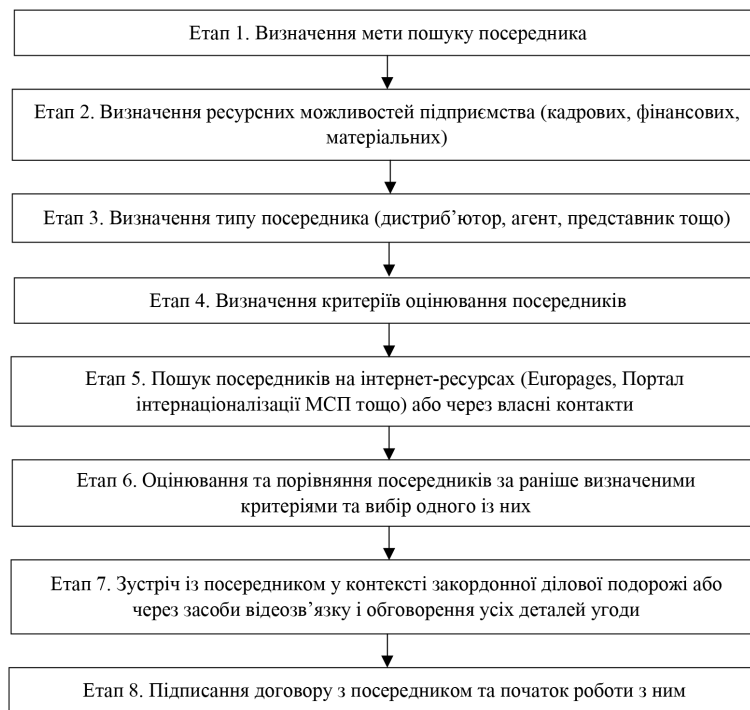 Етап 1. Визначення мети пошуку посередника
Етап 2. Визначення ресурсних можливостей підприємства (кадрових, фінансових,
матеріальних)
Етап 3. Визначення типу посередника (дистриб’ютор, агент, представник тощо)
Етап 4. Визначення критеріїв оцінювання посередників
Етап 5. Пошук посередників на інтернет-ресурсах (Europages, Портал
інтернаціоналізації МСП тощо) або через власні контакти
Етап 6. Оцінювання та порівняння посередників за раніше визначеними
критеріями та вибір одного із них
Етап 7. Зустріч із посередником у контексті закордонної ділової подорожі або
через засоби відеозв’язку і обговорення усіх деталей угоди
Етап 8. Підписання договору з посередником та початок роботи з ним